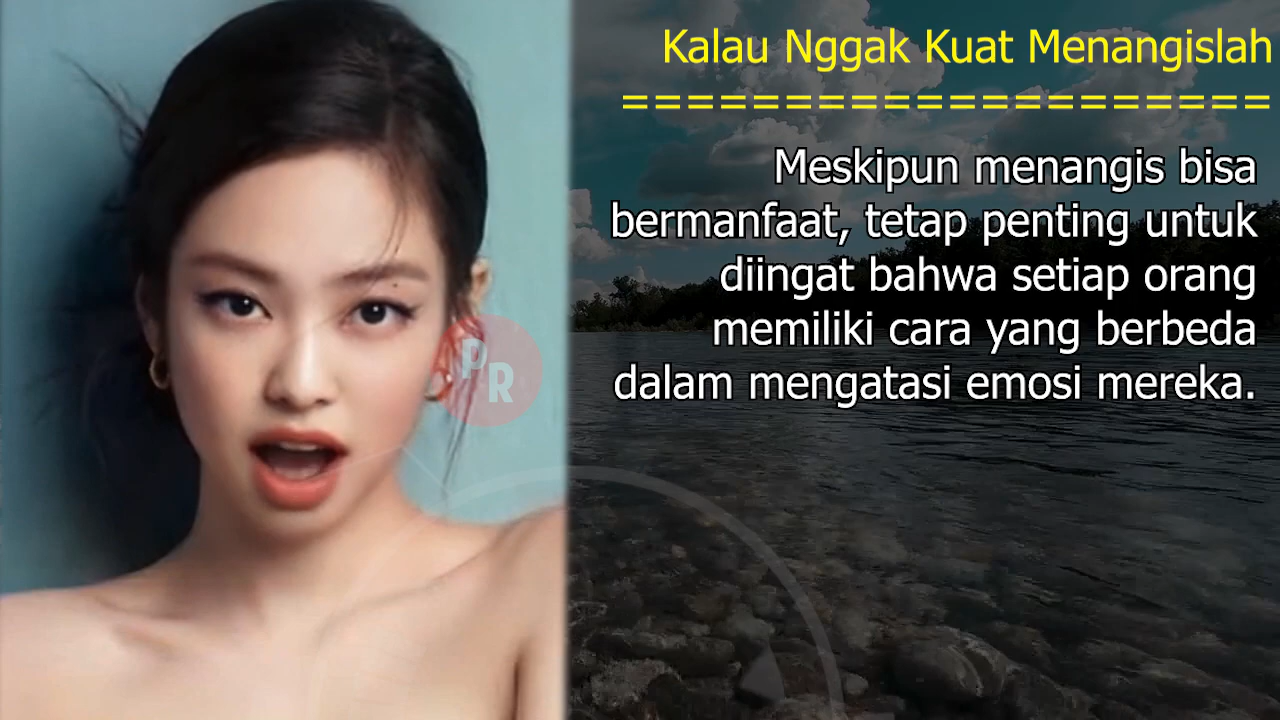 Kalau Nggak Kuat Menangislah
=====================
Meskipun menangis bisa
bermanfaat, tetap penting untuk
diingat bahwa setiap orang
memiliki cara yang berbeda
dalam mengatasi emosi mereka.
PR